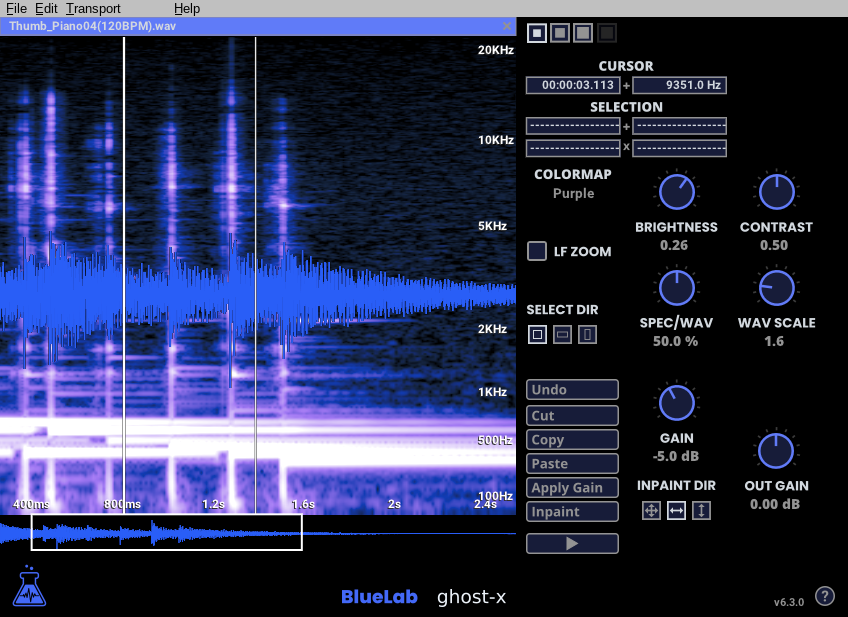 File Edit Transport Help
Thumb_Piano04(120BPM).wav
20KHz
10KHz
5KHz
2KHz
1KHz
500Hz
100Hz
400ms 800ms 1.2s 1.6s 2s 2.4s
CURSOR
00:00:03.113 + 9351.0 Hz
SELECTION
-------------------- + --------------------
-------------------- x --------------------
COLORMAP
Purple
BRIGHTNESS
0.26
CONTRAST
0.50
LF ZOOM
SELECT DIR
SPEC/WAV
50.0 %
WAV SCALE
1.6
Undo
Cut
Copy
Paste
Apply Gain
Inpaint
GAIN
-5.0 dB
INPAINT DIR
OUT GAIN
0.00 dB
BlueLab ghost-x
v6.3.0 ?